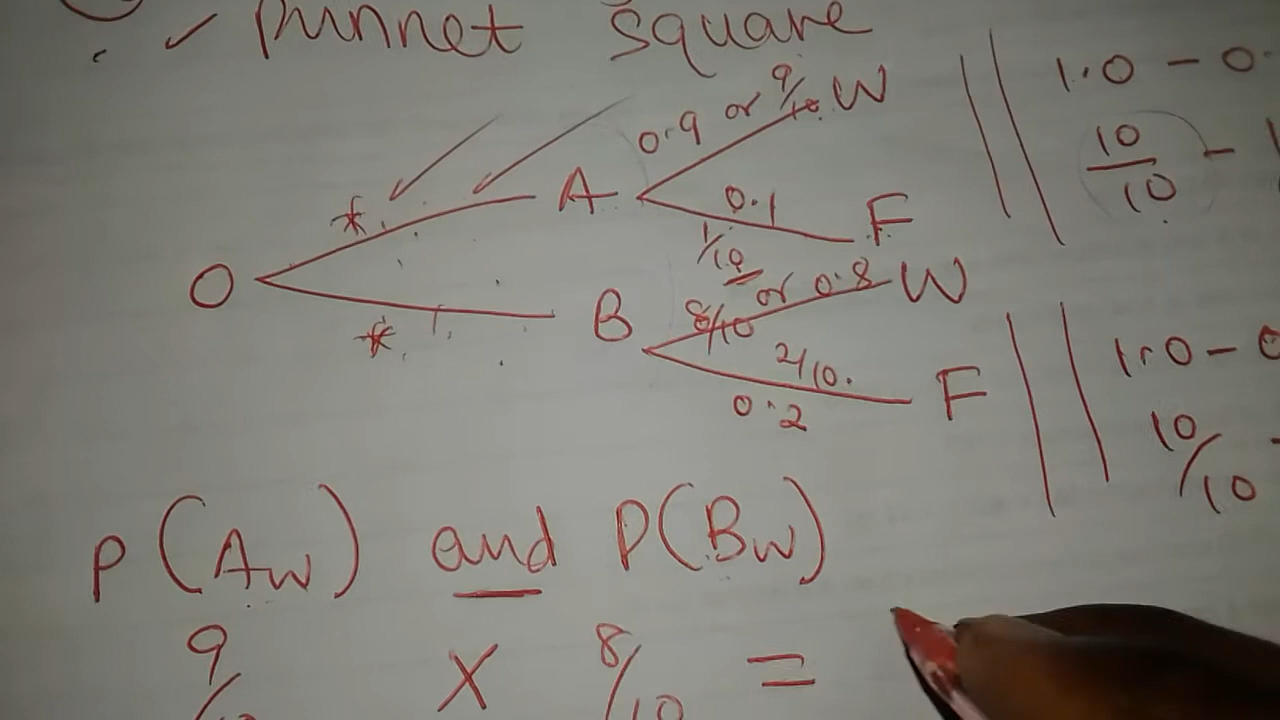 ✓ Punnet square
0.9 or 9/10 W
1.0 - 0.
* A 0.1 F
10/10 -
1/10
O
8/10 or 0.8 W
* B 2/10. F
1.0 - 0
0.2
10/10 -
P(AW) and P(BW)
9/10 X 8/10 =